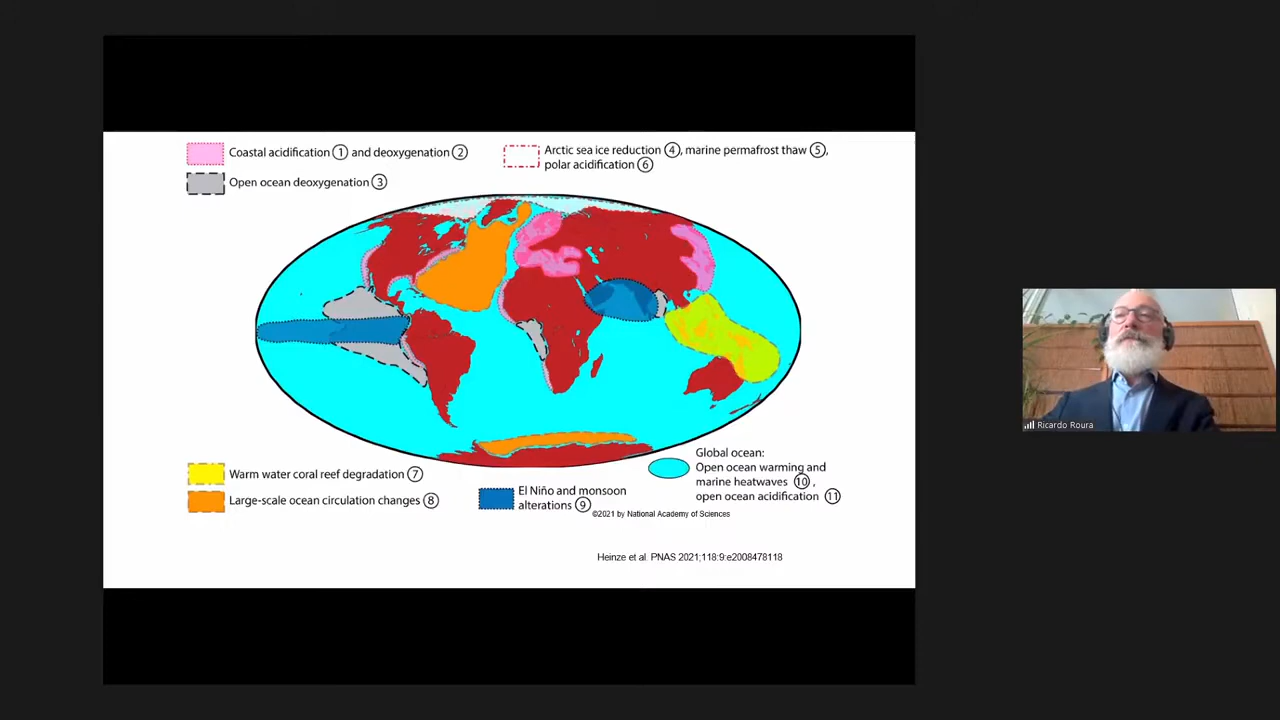 Coastal acidification ① and deoxygenation ②
Open ocean deoxygenation ③
Arctic sea ice reduction ④, marine permafrost thaw ⑤,
polar acidification ⑥
Warm water coral reef degradation ⑦
Large-scale ocean circulation changes ⑧
El Niño and monsoon
alterations ⑨
Global ocean:
Open ocean warming and
marine heatwaves ⑩ ,
open ocean acidification ⑪
©2021 by National Academy of Sciences
Heinze et al. PNAS 2021;118:9:e2008478118
Ricardo Roura